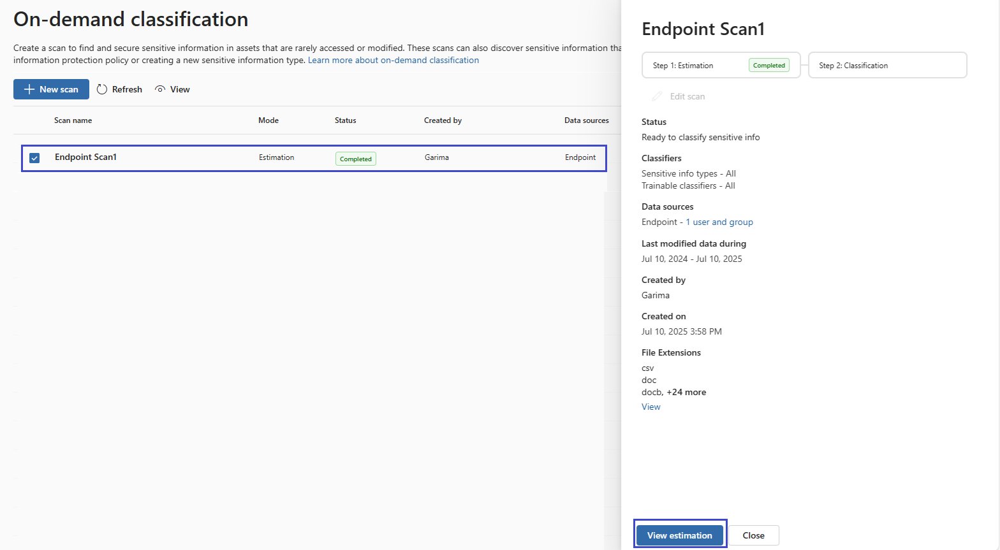 On-demand classification
Create a scan to find and secure sensitive information in assets that are rarely accessed or modified. These scans can also discover sensitive information
information protection policy or creating a new sensitive information type. Learn more about on-demand classification
New scan Refresh View
Scan name Mode Status Created by Data sources
Endpoint Scan1 Estimation Completed Garima Endpoint
Endpoint Scan1
Step 1: Estimation Completed Step 2: Classification
Edit scan
Status
Ready to classify sensitive info
Classifiers
Sensitive info types - All
Trainable classifiers - All
Data sources
Endpoint - 1 user and group
Last modified data during
Jul 10, 2024 - Jul 10, 2025
Created by
Garima
Created on
Jul 10, 2025 3:58 PM
File Extensions
csv
doc
docb, +24 more
View
View estimation Close